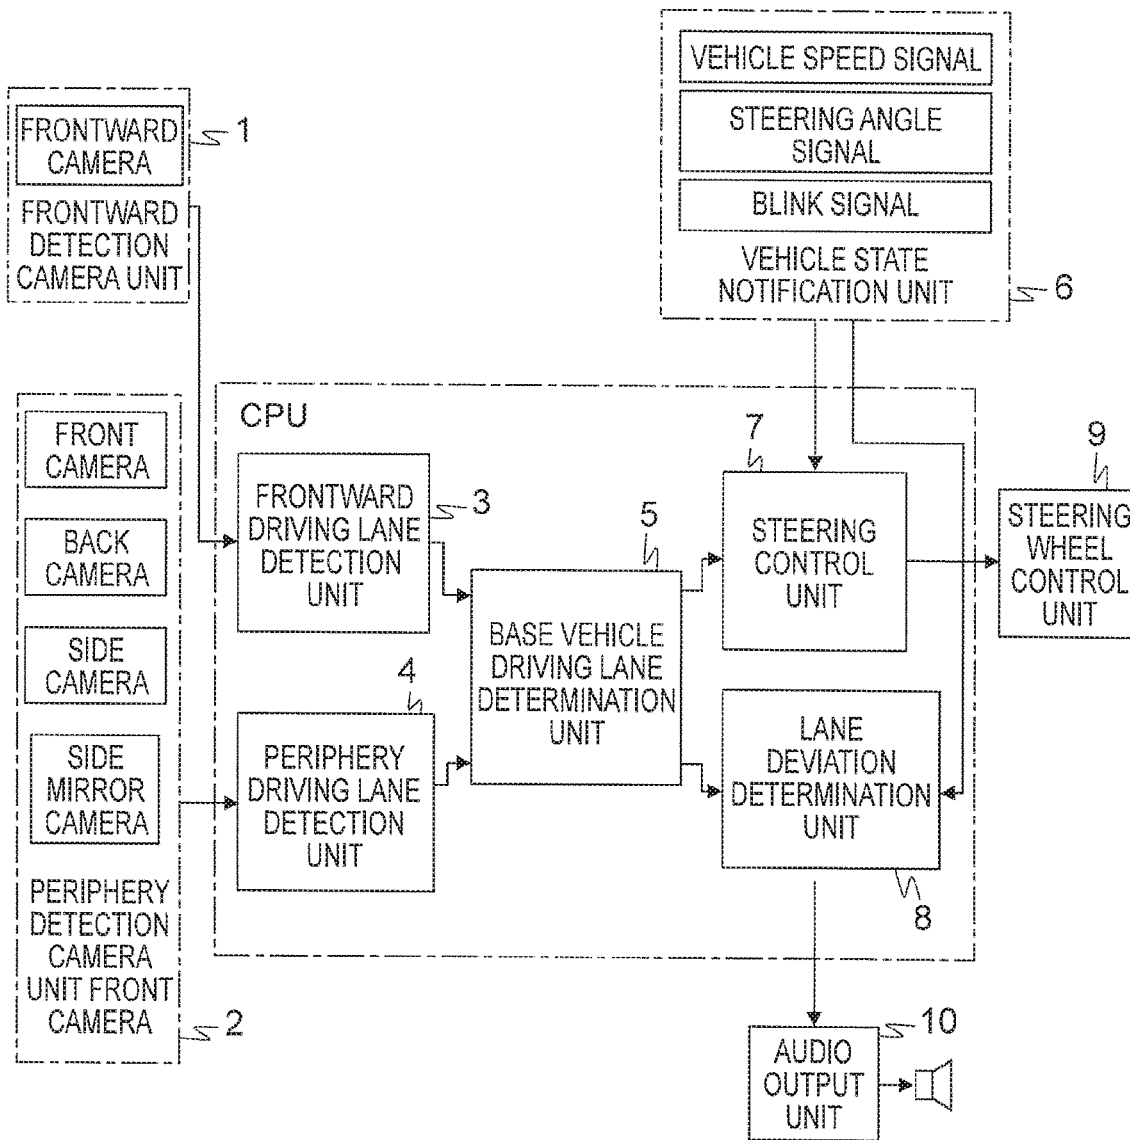 VEHICLE SPEED SIGNAL
STEERING ANGLE
SIGNAL
BLINK SIGNAL
VEHICLE STATE
NOTIFICATION UNIT
6
FRONTWARD
CAMERA
1
FRONTWARD
DETECTION
CAMERA UNIT
FRONT
CAMERA
BACK
CAMERA
SIDE
CAMERA
SIDE
MIRROR
CAMERA
PERIPHERY
DETECTION
CAMERA
UNIT FRONT
CAMERA
2
CPU
FRONTWARD
DRIVING LANE
DETECTION
UNIT
3
4
PERIPHERY
DRIVING LANE
DETECTION
UNIT
5
BASE VEHICLE
DRIVING LANE
DETERMINATION
UNIT
7
STEERING
CONTROL
UNIT
LANE
DEVIATION
DETERMINATION
UNIT
8
9
STEERING
WHEEL
CONTROL
UNIT
10
AUDIO
OUTPUT
UNIT